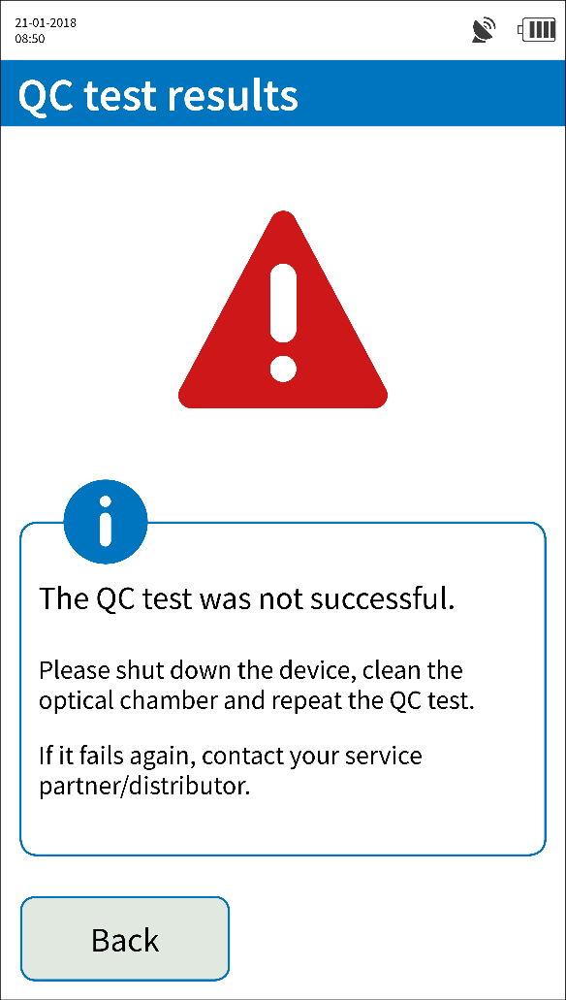 21-01-2018
08:50
QC test results
The QC test was not successful.
Please shut down the device, clean the
optical chamber and repeat the QC test.
If it fails again, contact your service
partner/distributor.
Back